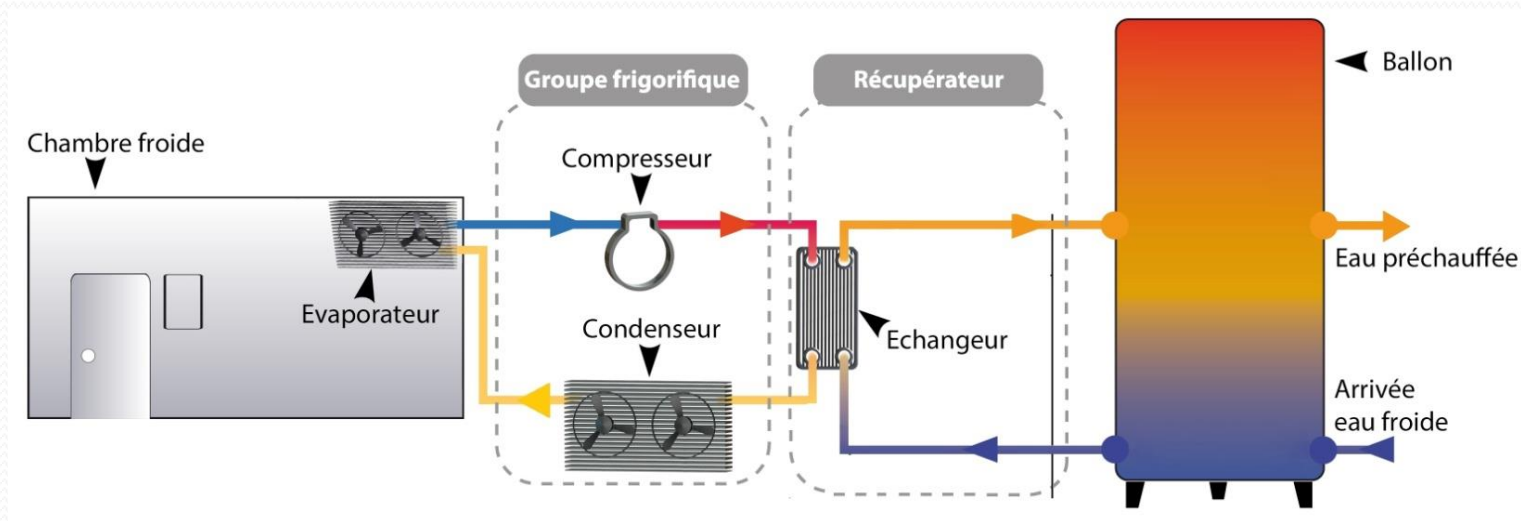 Groupe frigorifique
Récupérateur
Ballon
Chambre froide
Compresseur
Eau préchauffée
Evaporateur
Condenseur
Echangeur
Arrivée
eau froide